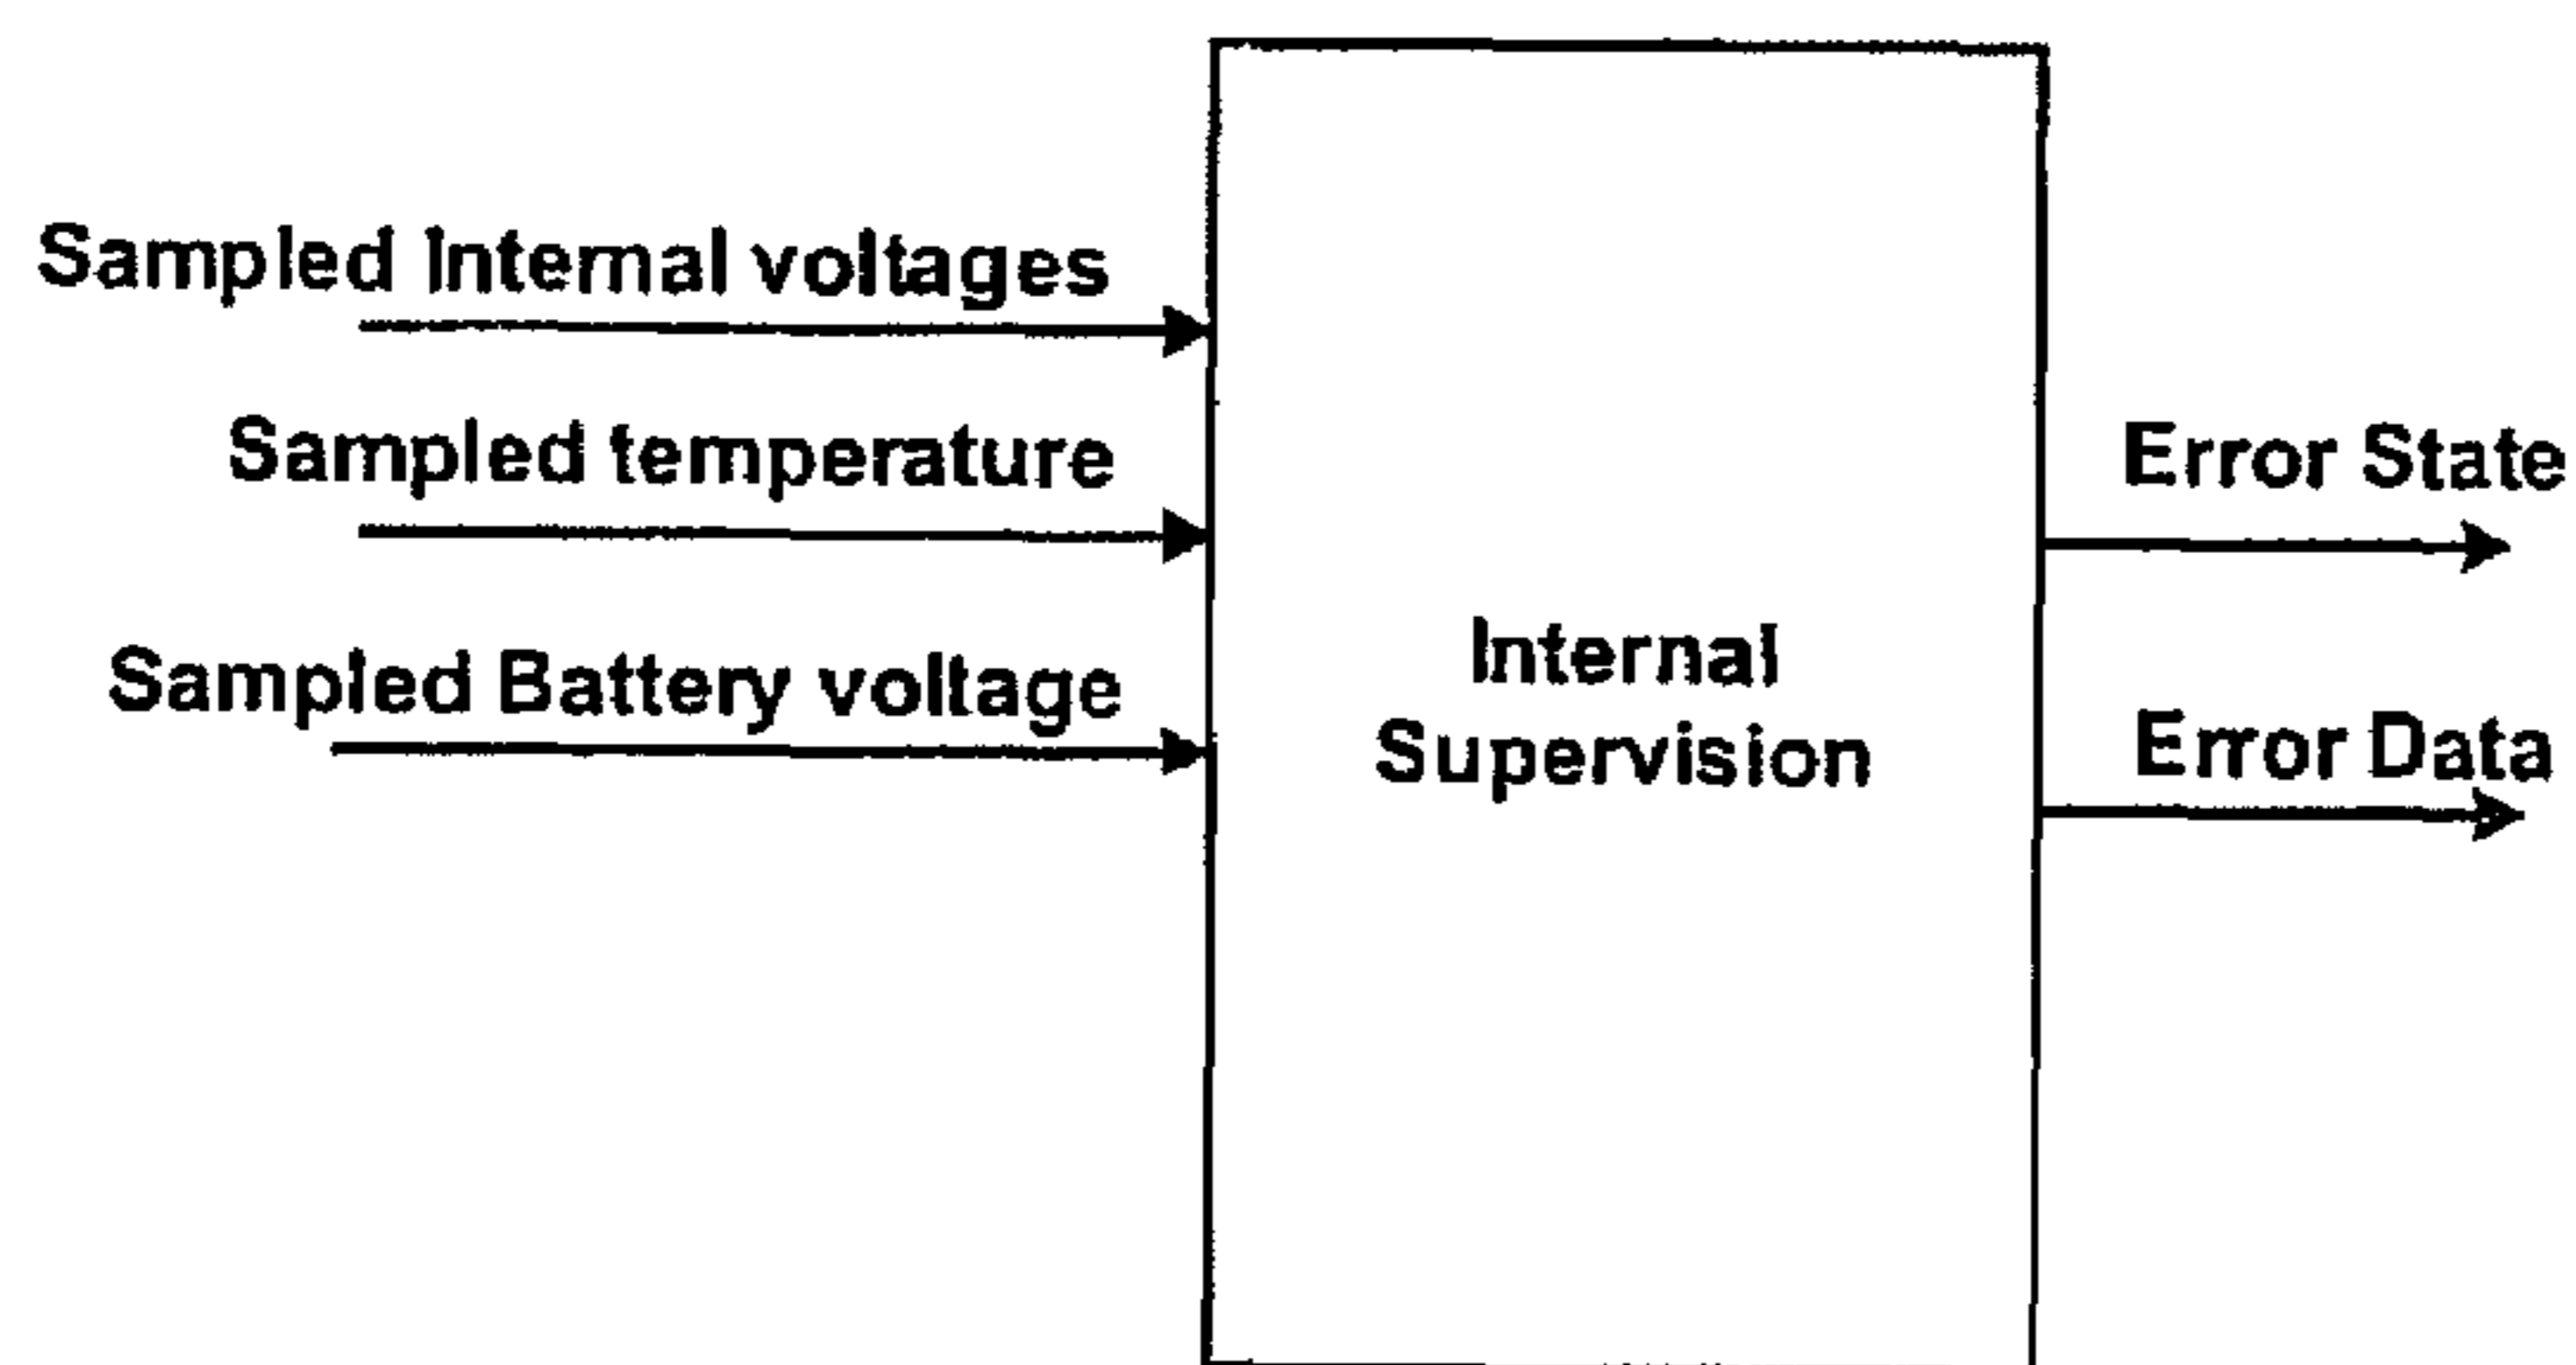 Sampled Internal voltages
Sampled temperature
Sampled Battery voltage
Internal
Supervision
Error State
Error Data